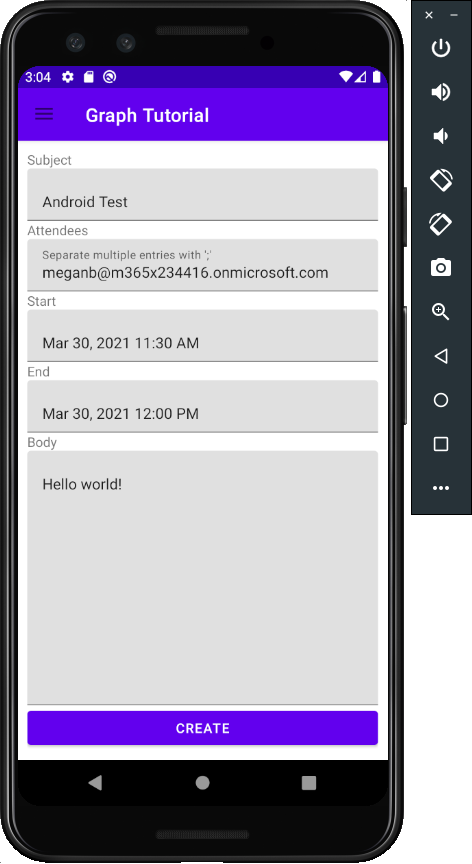 3:04
Graph Tutorial
Subject
Android Test
Attendees
Separate multiple entries with ';'
meganb@m365x234416.onmicrosoft.com
Start
Mar 30, 2021 11:30 AM
End
Mar 30, 2021 12:00 PM
Body
Hello world!
CREATE